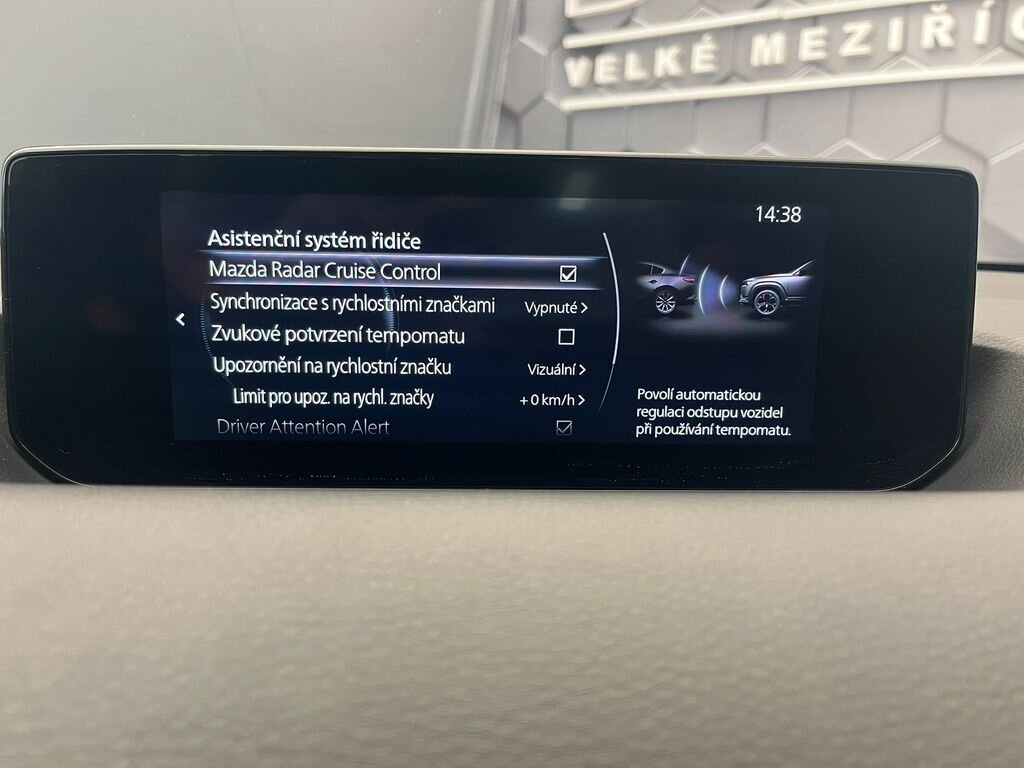 VELKÉ MEZIŘÍ
14:38
Asistenční systém řidiče
Mazda Radar Cruise Control
Synchronizace s rychlostními značkami Vypnuté >
Zvukové potvrzení tempomatu
Upozornění na rychlostní značku Vizuální >
Limit pro upoz. na rychl. značky + 0 km/h >
Driver Attention Alert
Povolí automatickou
regulaci odstupu vozidel
při používání tempomatu.